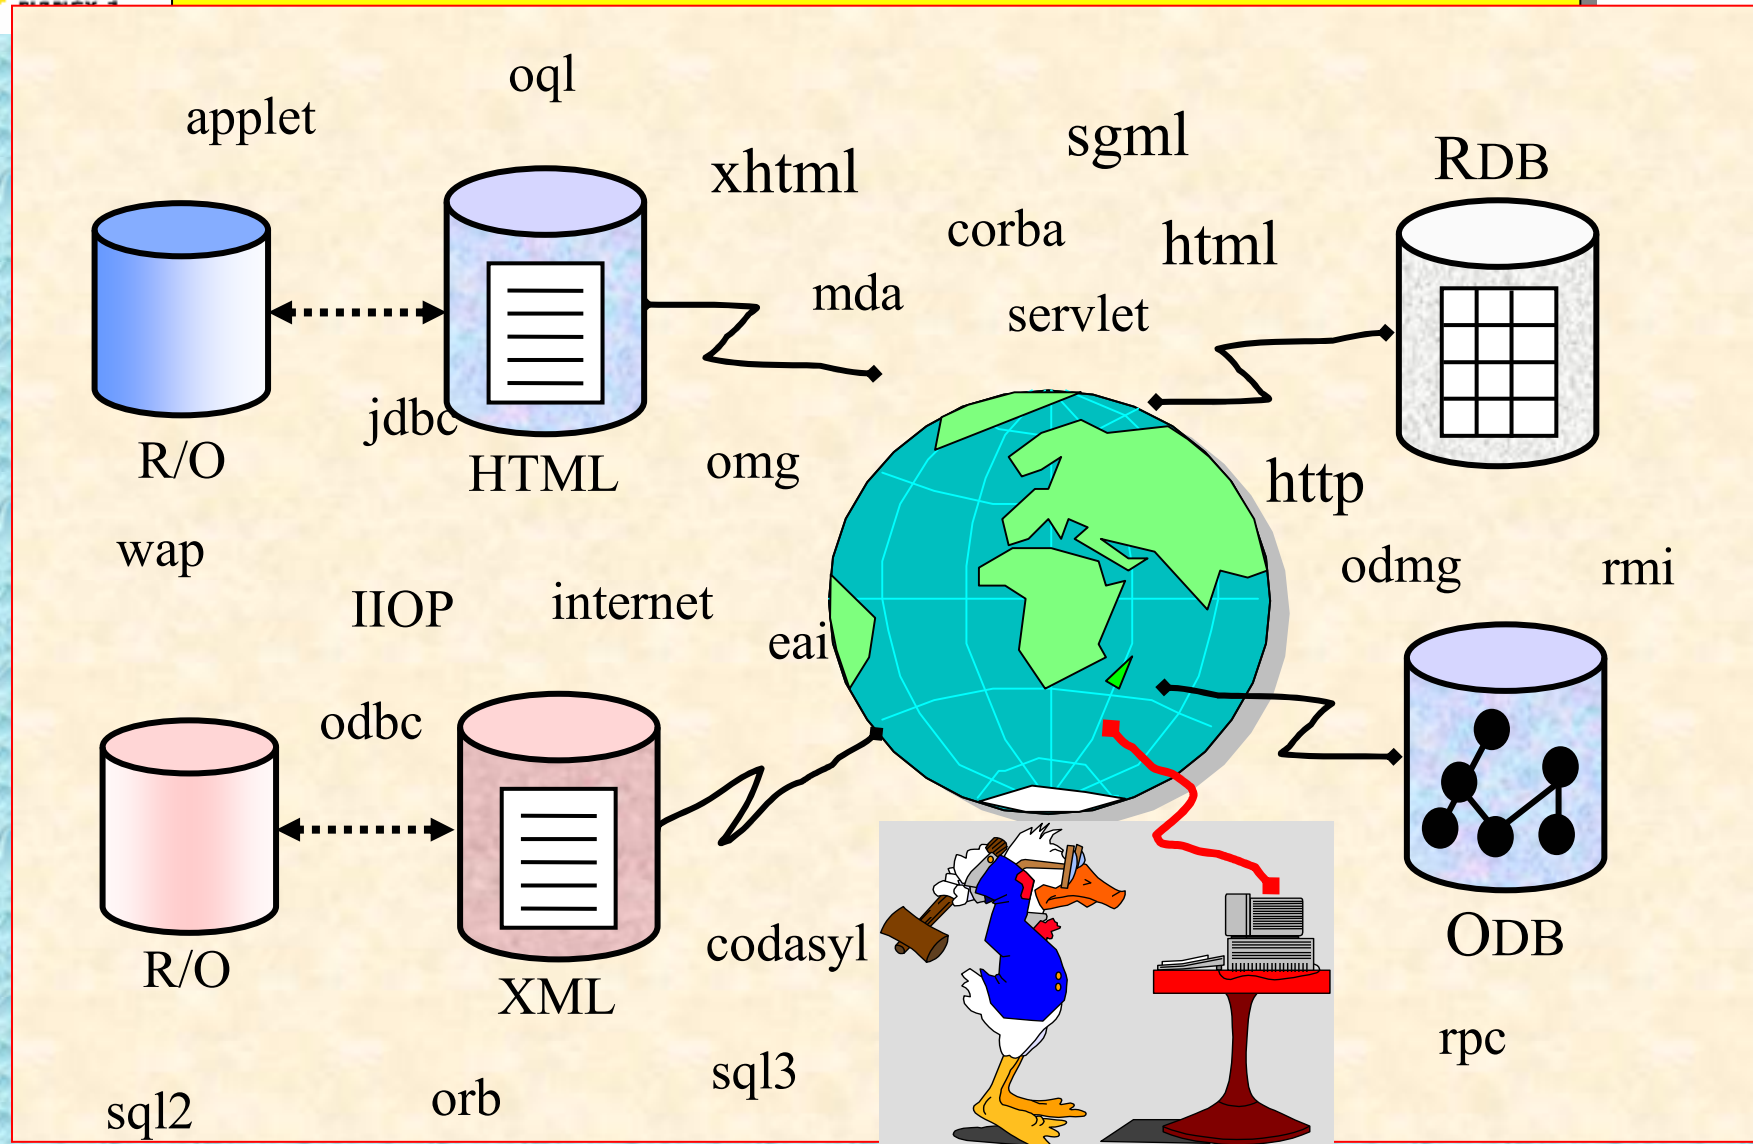 oql
applet
sgml
RDB
xhtml
corba
html
mda
servlet
jdbc
R/O
HTML
omg
http
wap
odmg
rmi
IIOP
internet
eai
odbc
codasyl
ODB
R/O
XML
rpc
sql3
sql2
orb